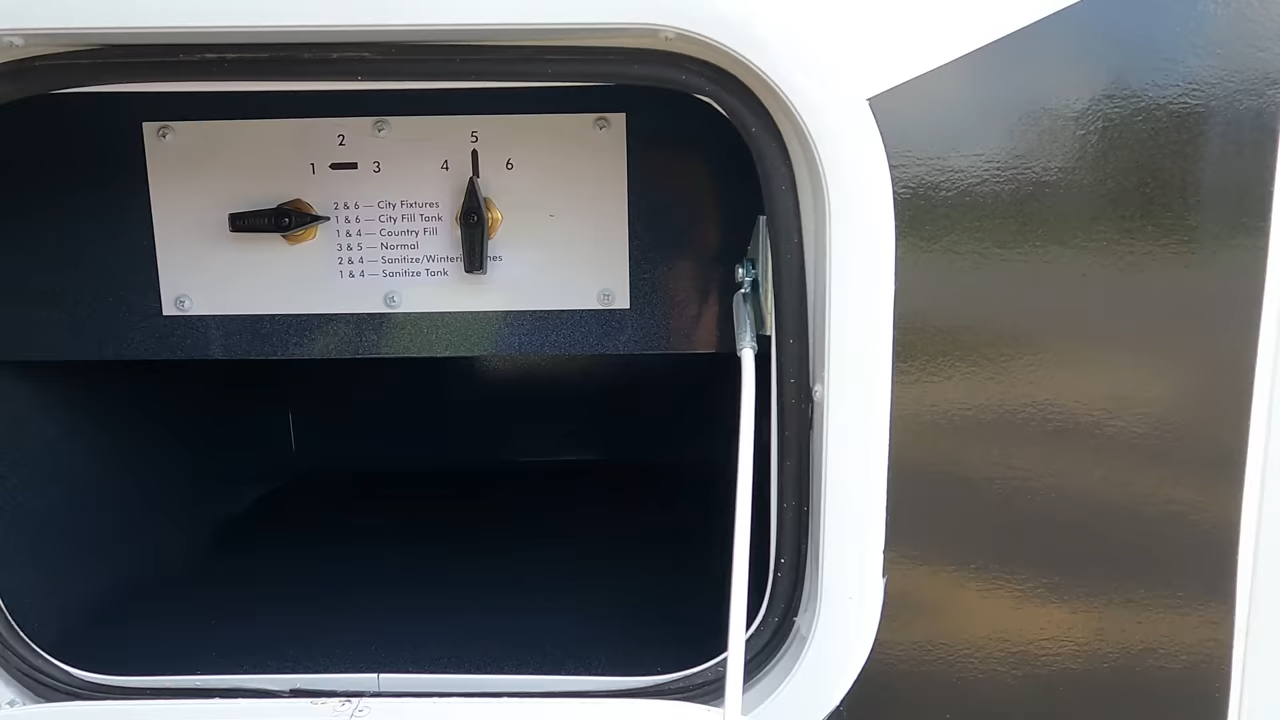 2
5
1 3
4 6
2 & 6 — City Fixtures
1 & 6 — City Fill Tank
1 & 4 — Country Fill
3 & 5 — Normal
2 & 4 — Sanitize/Winteri nes
1 & 4 — Sanitize Tank